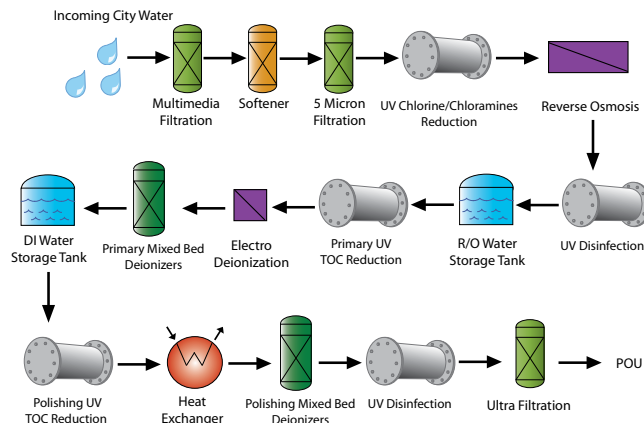 Incoming City Water
Multimedia
Filtration
Softener
5 Micron
Filtration
UV Chlorine/Chloramines
Reduction
Reverse Osmosis
DI Water
Storage Tank
Primary Mixed Bed
Deionizers
Electro
Deionization
Primary UV
TOC Reduction
R/O Water
Storage Tank
UV Disinfection
Polishing UV
TOC Reduction
Heat
Exchanger
Polishing Mixed Bed
Deionizers
UV Disinfection
Ultra Filtration
POU